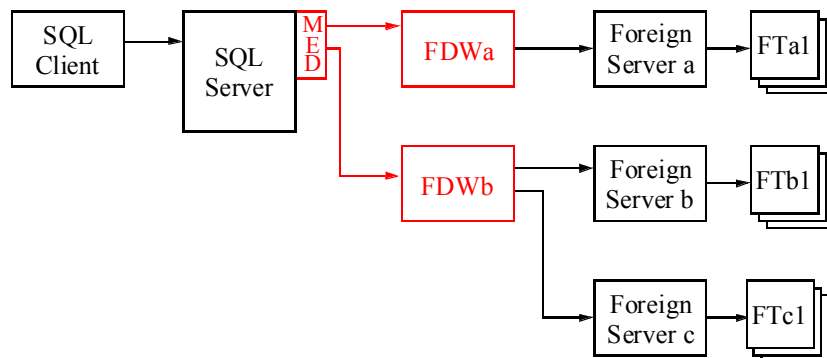 SQL
Client
SQL
Server
M
E
D
FDWa
Foreign
Server a
FTa1
FDWb
Foreign
Server b
FTb1
Foreign
Server c
FTc1